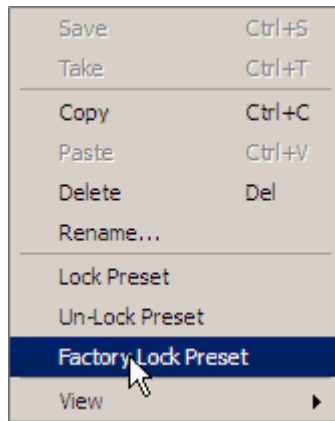 Save Ctrl+S
Take Ctrl+T
Copy Ctrl+C
Paste Ctrl+V
Delete Del
Rename...
Lock Preset
Un-Lock Preset
Factory Lock Preset
View